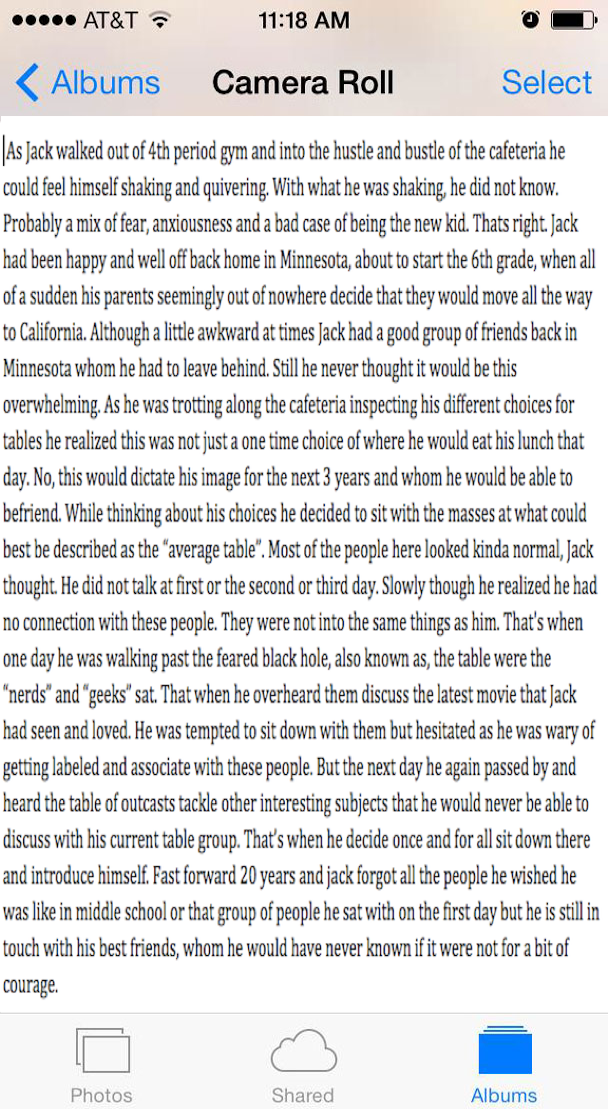 AT&T 11:18 AM
Albums Camera Roll Select
As Jack walked out of 4th period gym and into the hustle and bustle of the cafeteria he
could feel himself shaking and quivering. With what he was shaking, he did not know.
Probably a mix of fear, anxiousness and a bad case of being the new kid. Thats right. Jack
had been happy and well off back home in Minnesota, about to start the 6th grade, when all
of a sudden his parents seemingly out of nowhere decide that they would move all the way
to California. Although a little awkward at times Jack had a good group of friends back in
Minnesota whom he had to leave behind. Still he never thought it would be this
overwhelming. As he was trotting along the cafeteria inspecting his different choices for
tables he realized this was not just a one time choice of where he would eat his lunch that
day. No, this would dictate his image for the next 3 years and whom he would be able to
befriend. While thinking about his choices he decided to sit with the masses at what could
best be described as the “average table”. Most of the people here looked kinda normal, Jack
thought. He did not talk at first or the second or third day. Slowly though he realized he had
no connection with these people. They were not into the same things as him. That's when
one day he was walking past the feared black hole, also known as, the table were the
“nerds” and “geeks” sat. That when he overheard them discuss the latest movie that Jack
had seen and loved. He was tempted to sit down with them but hesitated as he was wary of
getting labeled and associate with these people. But the next day he again passed by and
heard the table of outcasts tackle other interesting subjects that he would never be able to
discuss with his current table group. That's when he decide once and for all sit down there
and introduce himself. Fast forward 20 years and jack forgot all the people he wished he
was like in middle school or that group of people he sat with on the first day but he is still in
touch with his best friends, whom he would have never known if it were not for a bit of
courage.
Photos Shared Albums